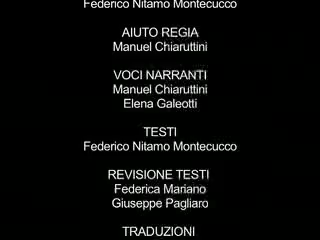 Federico Nitamo Montecucco
AIUTO REGIA
Manuel Chiaruttini
VOCI NARRANTI
Manuel Chiaruttini
Elena Galeotti
TESTI
Federico Nitamo Montecucco
REVISIONE TESTI
Federica Mariano
Giuseppe Pagliaro
TRADUZIONI